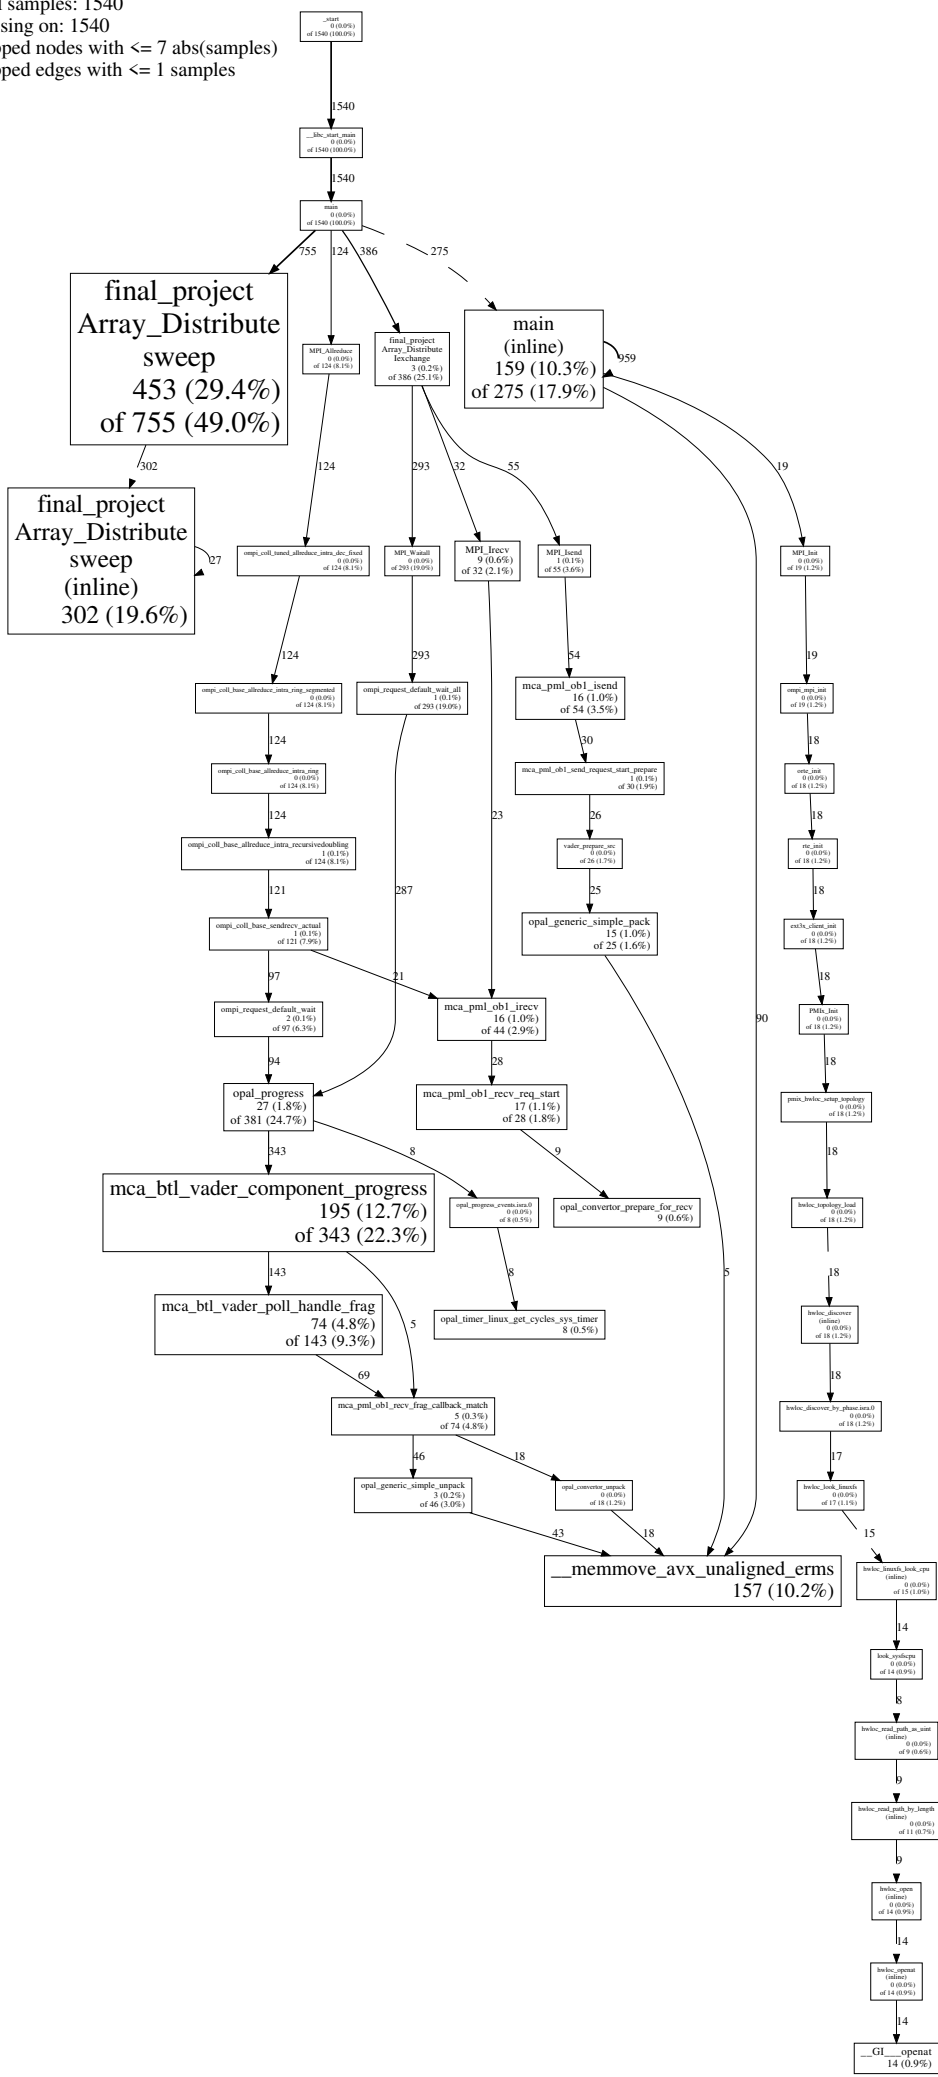 l samples: 1540
sing on: 1540
pped nodes with <= 7 abs(samples)
pped edges with <= 1 samples
_start
0 (0.0%)
of 1540 (100.0%)
1540
__libc_start_main
0 (0.0%)
of 1540 (100.0%)
1540
main
0 (0.0%)
of 1540 (100.0%)
755
124
386
275
final_project
Array_Distribute
sweep
453 (29.4%)
of 755 (49.0%)
MPI_Allreduce
0 (0.0%)
of 124 (8.1%)
final_project
Array_Distribute
Iexchange
3 (0.2%)
of 386 (25.1%)
main
(inline)
159 (10.3%)
of 275 (17.9%)
959
302
124
293
32
55
19
final_project
Array_Distribute
sweep
(inline)
302 (19.6%)
27
ompi_coll_tuned_allreduce_intra_dec_fixed
0 (0.0%)
of 124 (8.1%)
MPI_Waitall
0 (0.0%)
of 293 (19.0%)
MPI_Irecv
9 (0.6%)
of 32 (2.1%)
MPI_Isend
1 (0.1%)
of 55 (3.6%)
MPI_Init
0 (0.0%)
of 19 (1.2%)
124
293
54
19
ompi_coll_base_allreduce_intra_ring_segmented
0 (0.0%)
of 124 (8.1%)
ompi_request_default_wait_all
1 (0.1%)
of 293 (19.0%)
mca_pml_ob1_isend
16 (1.0%)
of 54 (3.5%)
ompi_mpi_init
0 (0.0%)
of 19 (1.2%)
124
30
18
ompi_coll_base_allreduce_intra_ring
0 (0.0%)
of 124 (8.1%)
mca_pml_ob1_send_request_start_prepare
1 (0.1%)
of 30 (1.9%)
orte_init
0 (0.0%)
of 18 (1.2%)
124
23
26
18
ompi_coll_base_allreduce_intra_recursivedoubling
1 (0.1%)
of 124 (8.1%)
vader_prepare_src
0 (0.0%)
of 26 (1.7%)
rte_init
0 (0.0%)
of 18 (1.2%)
121
287
25
18
ompi_coll_base_sendrecv_actual
1 (0.1%)
of 121 (7.9%)
opal_generic_simple_pack
15 (1.0%)
of 25 (1.6%)
ext3x_client_init
0 (0.0%)
of 18 (1.2%)
97
21
18
ompi_request_default_wait
2 (0.1%)
of 97 (6.3%)
mca_pml_ob1_irecv
16 (1.0%)
of 44 (2.9%)
90
PMIx_Init
0 (0.0%)
of 18 (1.2%)
94
28
18
opal_progress
27 (1.8%)
of 381 (24.7%)
mca_pml_ob1_recv_req_start
17 (1.1%)
of 28 (1.8%)
pmix_hwloc_setup_topology
0 (0.0%)
of 18 (1.2%)
343
8
9
18
mca_btl_vader_component_progress
195 (12.7%)
of 343 (22.3%)
opal_progress_events.isra.0
0 (0.0%)
of 8 (0.5%)
opal_convertor_prepare_for_recv
9 (0.6%)
hwloc_topology_load
0 (0.0%)
of 18 (1.2%)
143
8
5
18
mca_btl_vader_poll_handle_frag
74 (4.8%)
of 143 (9.3%)
5
opal_timer_linux_get_cycles_sys_timer
8 (0.5%)
hwloc_discover
(inline)
0 (0.0%)
of 18 (1.2%)
69
18
mca_pml_ob1_recv_frag_callback_match
5 (0.3%)
of 74 (4.8%)
hwloc_discover_by_phase.isra.0
0 (0.0%)
of 18 (1.2%)
46
18
17
opal_generic_simple_unpack
3 (0.2%)
of 46 (3.0%)
opal_convertor_unpack
0 (0.0%)
of 18 (1.2%)
hwloc_look_linuxfs
0 (0.0%)
of 17 (1.1%)
43
18
15
__memmove_avx_unaligned_erms
157 (10.2%)
hwloc_linuxfs_look_cpu
(inline)
0 (0.0%)
of 15 (1.0%)
14
look_sysfscpu
0 (0.0%)
of 14 (0.9%)
8
hwloc_read_path_as_uint
(inline)
0 (0.0%)
of 9 (0.6%)
9
hwloc_read_path_by_length
(inline)
0 (0.0%)
of 11 (0.7%)
9
hwloc_open
(inline)
0 (0.0%)
of 14 (0.9%)
14
hwloc_openat
(inline)
0 (0.0%)
of 14 (0.9%)
14
__GI___openat
14 (0.9%)